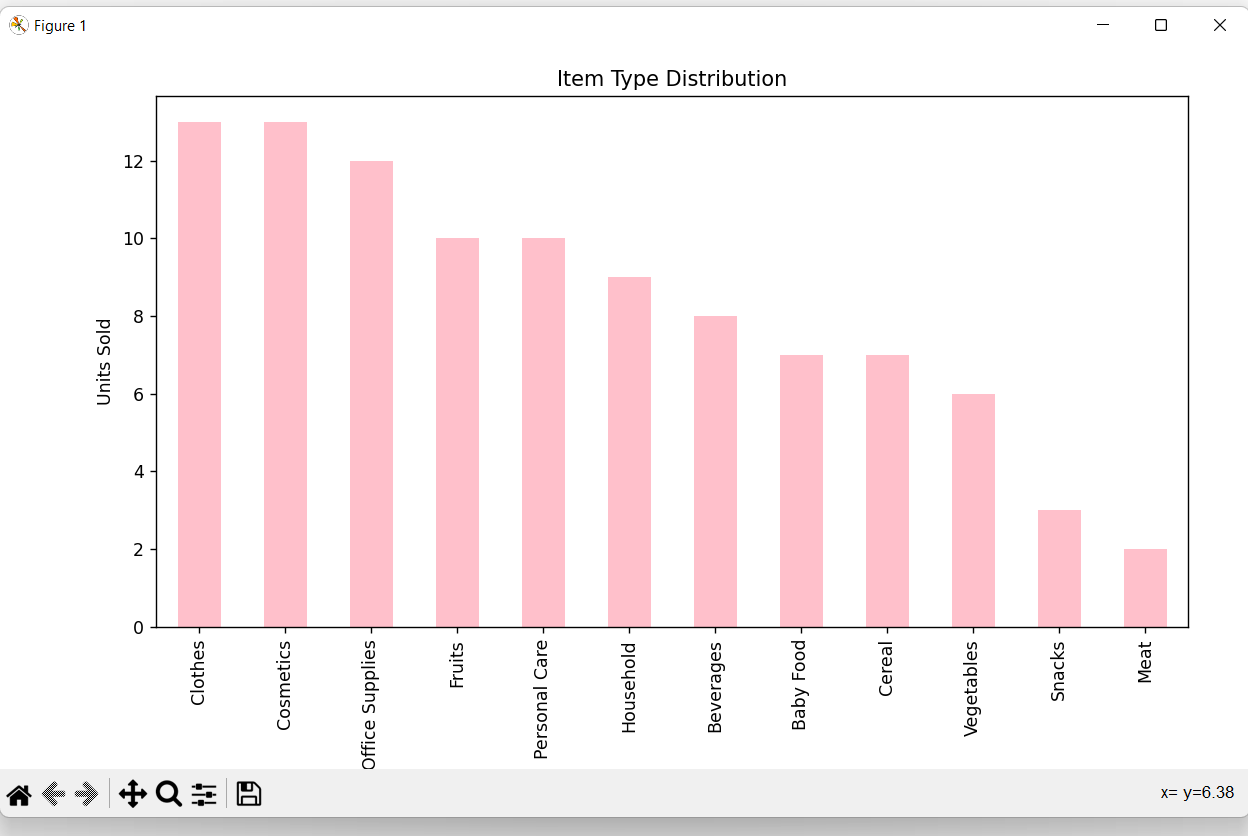 Figure 1
Item Type Distribution
Units Sold
12
10
8
6
4
2
0
Clothes
Cosmetics
Office Supplies
Fruits
Personal Care
Household
Beverages
Baby Food
Cereal
Vegetables
Snacks
Meat
x= y=6.38